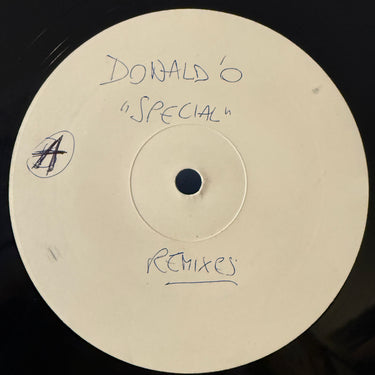 DONALD'O
"SPECIAL"
A
REMIXES